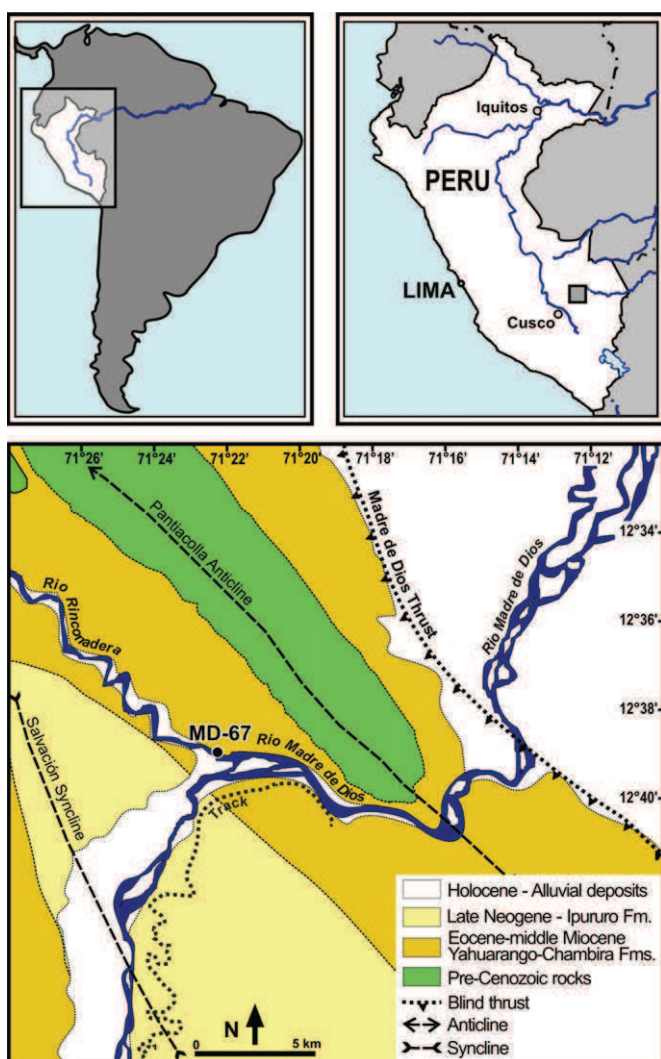 Iquitos
PERU
LIMA
Cusco
71°26'
71°24'
71°22'
71°20'
71°18'
71°16'
71°14'
71°12'
12°34'
12°36'
12°38'
12°40'
Pantiacolla Anticline
Madre de Dios Thrust
Rio Madre de Dios
Rio Rinconadera
MD-67
Rio Madre de Dios
Salvación Syncline
Track
N
0
5 km
Holocene - Alluvial deposits
Late Neogene - Ipururo Fm.
Eocene-middle Miocene
Yahuarango-Chambira Fms.
Pre-Cenozoic rocks
Blind thrust
Anticline
Syncline